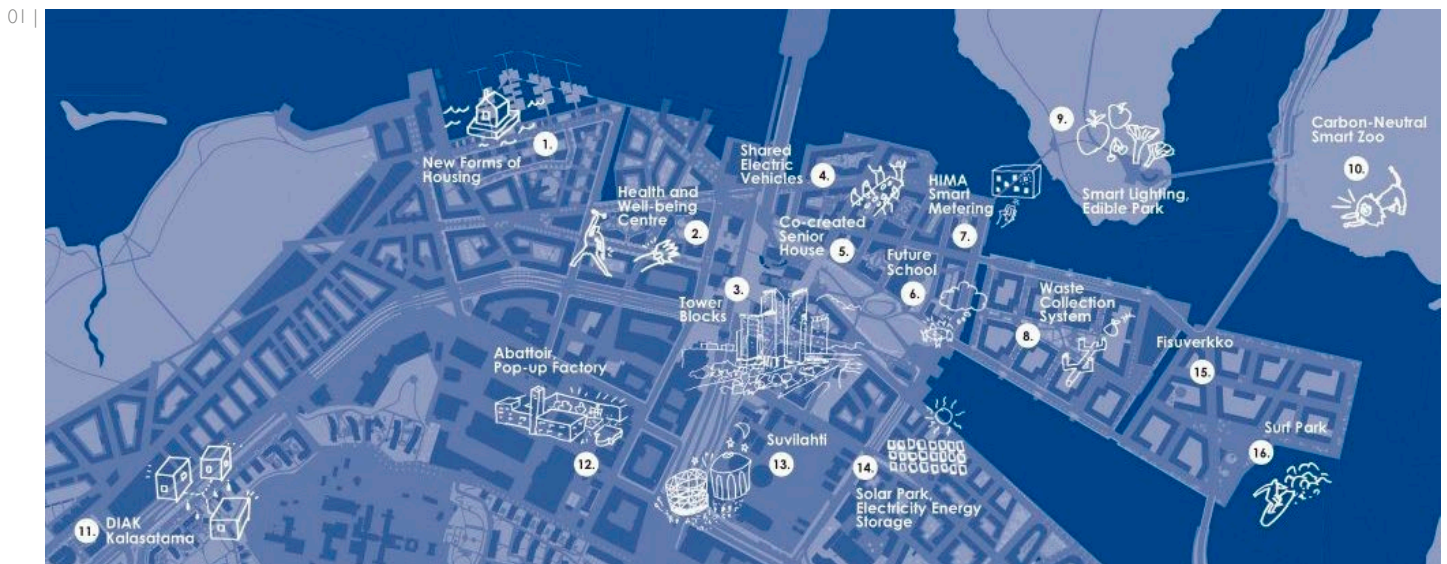 01 |
1.
New Forms of
Housing
Health and
Well-being
Centre
2.
3.
Tower
Blocks
Shared
Electric
Vehicles
4.
Co-created
Senior
House
5.
Future
School
6.
HIMA
Smart
Metering
7.
Waste
Collection
System
8.
9.
Smart Lighting,
Edible Park
Carbon-Neutral
Smart Zoo
10.
11.
DIAK
Kalasatama
Abattoir,
Pop-up Factory
12.
Suvilahti
13.
14.
Solar Park,
Electricity Energy
Storage
Fisuverkko
15.
Surf Park
16.